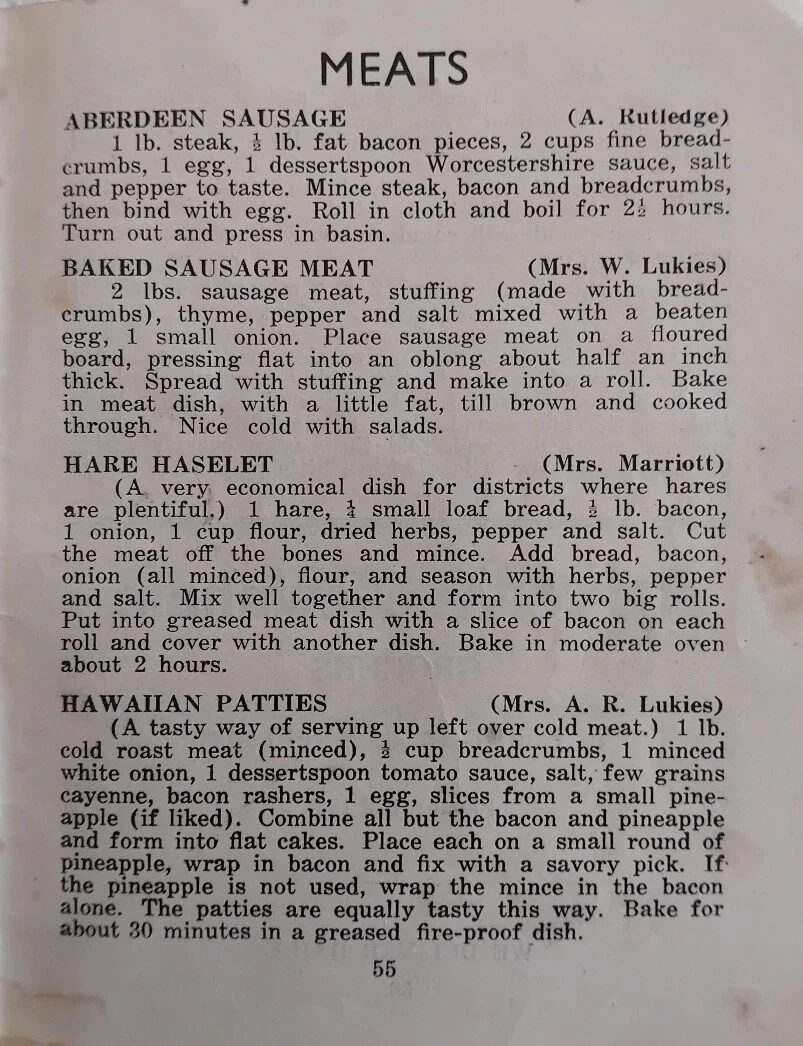 MEATS
ABERDEEN SAUSAGE (A. Rutledge)
1 lb. steak, ½ lb. fat bacon pieces, 2 cups fine bread-
crumbs, 1 egg, 1 dessertspoon Worcestershire sauce, salt
and pepper to taste. Mince steak, bacon and breadcrumbs,
then bind with egg. Roll in cloth and boil for 2½ hours.
Turn out and press in basin.
BAKED SAUSAGE MEAT (Mrs. W. Lukies)
2 lbs. sausage meat, stuffing (made with bread-
crumbs), thyme, pepper and salt mixed with a beaten
egg, 1 small onion. Place sausage meat on a floured
board, pressing flat into an oblong about half an inch
thick. Spread with stuffing and make into a roll. Bake
in meat dish, with a little fat, till brown and cooked
through. Nice cold with salads.
HARE HASELET (Mrs. Marriott)
(A very economical dish for districts where hares
are plentiful.) 1 hare, ¼ small loaf bread, ½ lb. bacon,
1 onion, 1 cup flour, dried herbs, pepper and salt. Cut
the meat off the bones and mince. Add bread, bacon,
onion (all minced), flour, and season with herbs, pepper
and salt. Mix well together and form into two big rolls.
Put into greased meat dish with a slice of bacon on each
roll and cover with another dish. Bake in moderate oven
about 2 hours.
HAWAIIAN PATTIES (Mrs. A. R. Lukies)
(A tasty way of serving up left over cold meat.) 1 lb.
cold roast meat (minced), ½ cup breadcrumbs, 1 minced
white onion, 1 dessertspoon tomato sauce, salt, few grains
cayenne, bacon rashers, 1 egg, slices from a small pine-
apple (if liked). Combine all but the bacon and pineapple
and form into flat cakes. Place each on a small round of
pineapple, wrap in bacon and fix with a savory pick. If
the pineapple is not used, wrap the mince in the bacon
alone. The patties are equally tasty this way. Bake for
about 30 minutes in a greased fire-proof dish.
55